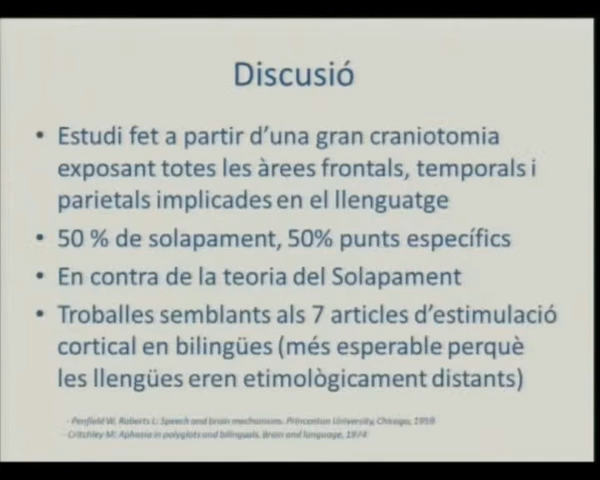 Discusió
• Estudi fet a partir d'una gran craniotomia
exposant totes les àrees frontals, temporals i
parietals implicades en el llenguatge
• 50 % de solapament, 50% punts específics
• En contra de la teoria del Solapament
• Troballes semblants als 7 articles d'estimulació
cortical en bilingües (més esperable perquè
les llengües eren etimològicament distants)
- Penfield W, Roberts L: Speech and brain mechanisms. Princenton University, Chicago, 1959
- Critchley M: Aphasia in polyglots and bilinguals. Brain and language, 1974